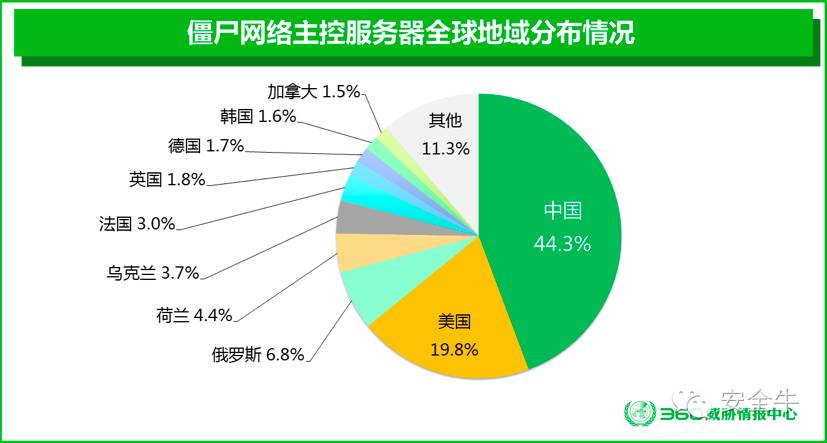 僵尸网络主控服务器全球地域分布情况
加拿大 1.5%
韩国 1.6%
德国 1.7%
英国 1.8%
法国 3.0%
乌克兰 3.7%
荷兰 4.4%
俄罗斯 6.8%
其他
11.3%
中国
44.3%
美国
19.8%
安全牛
360威胁情报中心